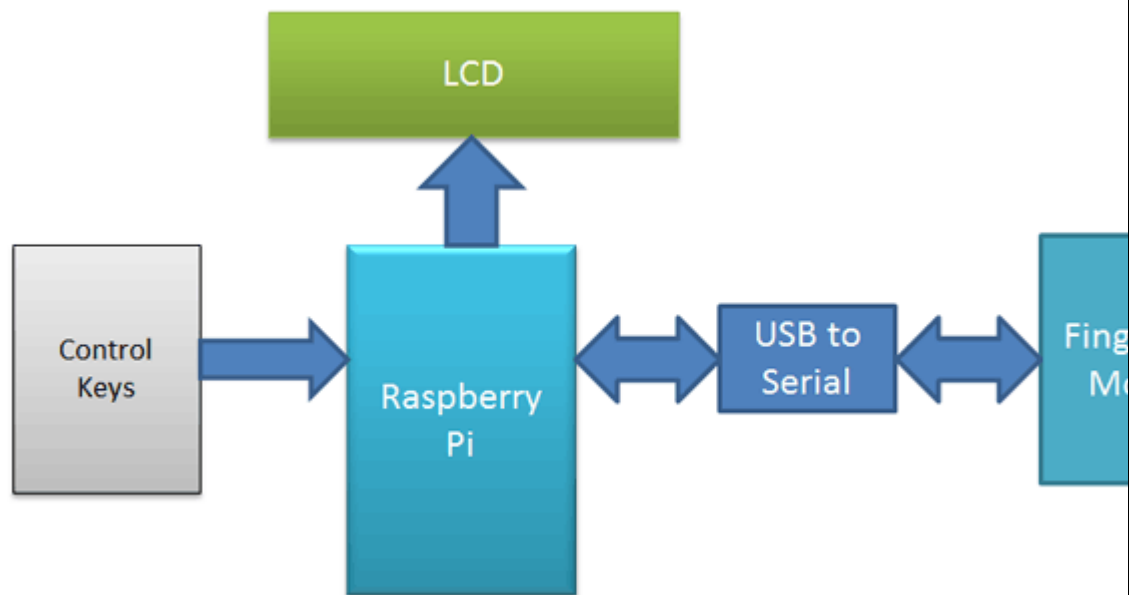 LCD
Control
Keys
Raspberry
Pi
USB to
Serial